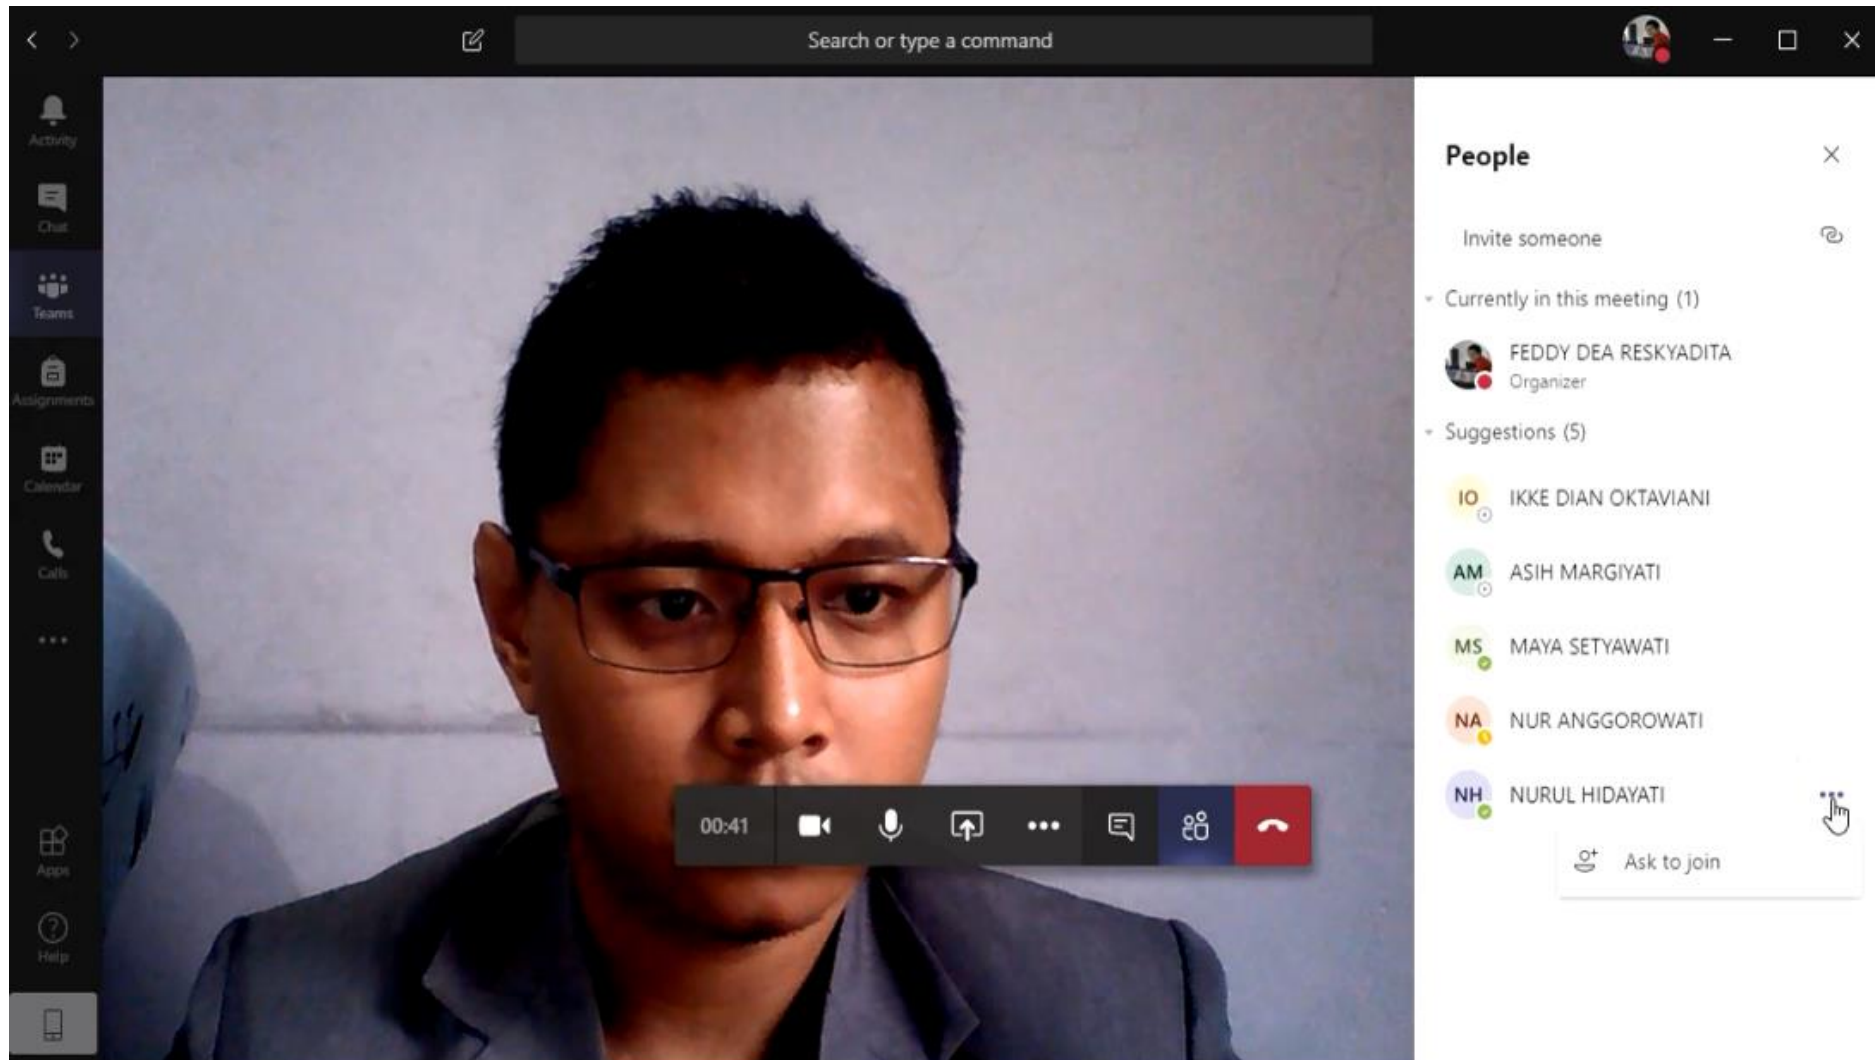 Search or type a command
Activity
Chat
Teams
Assignments
Calendar
Calls
Apps
Help
00:41
People
Invite someone
Currently in this meeting (1)
FEDDY DEA RESKYADITA
Organizer
Suggestions (5)
IO IKKE DIAN OKTAVIANI
AM ASIH MARGIYATI
MS MAYA SETYAWATI
NA NUR ANGGOROWATI
NH NURUL HIDAYATI
Ask to join